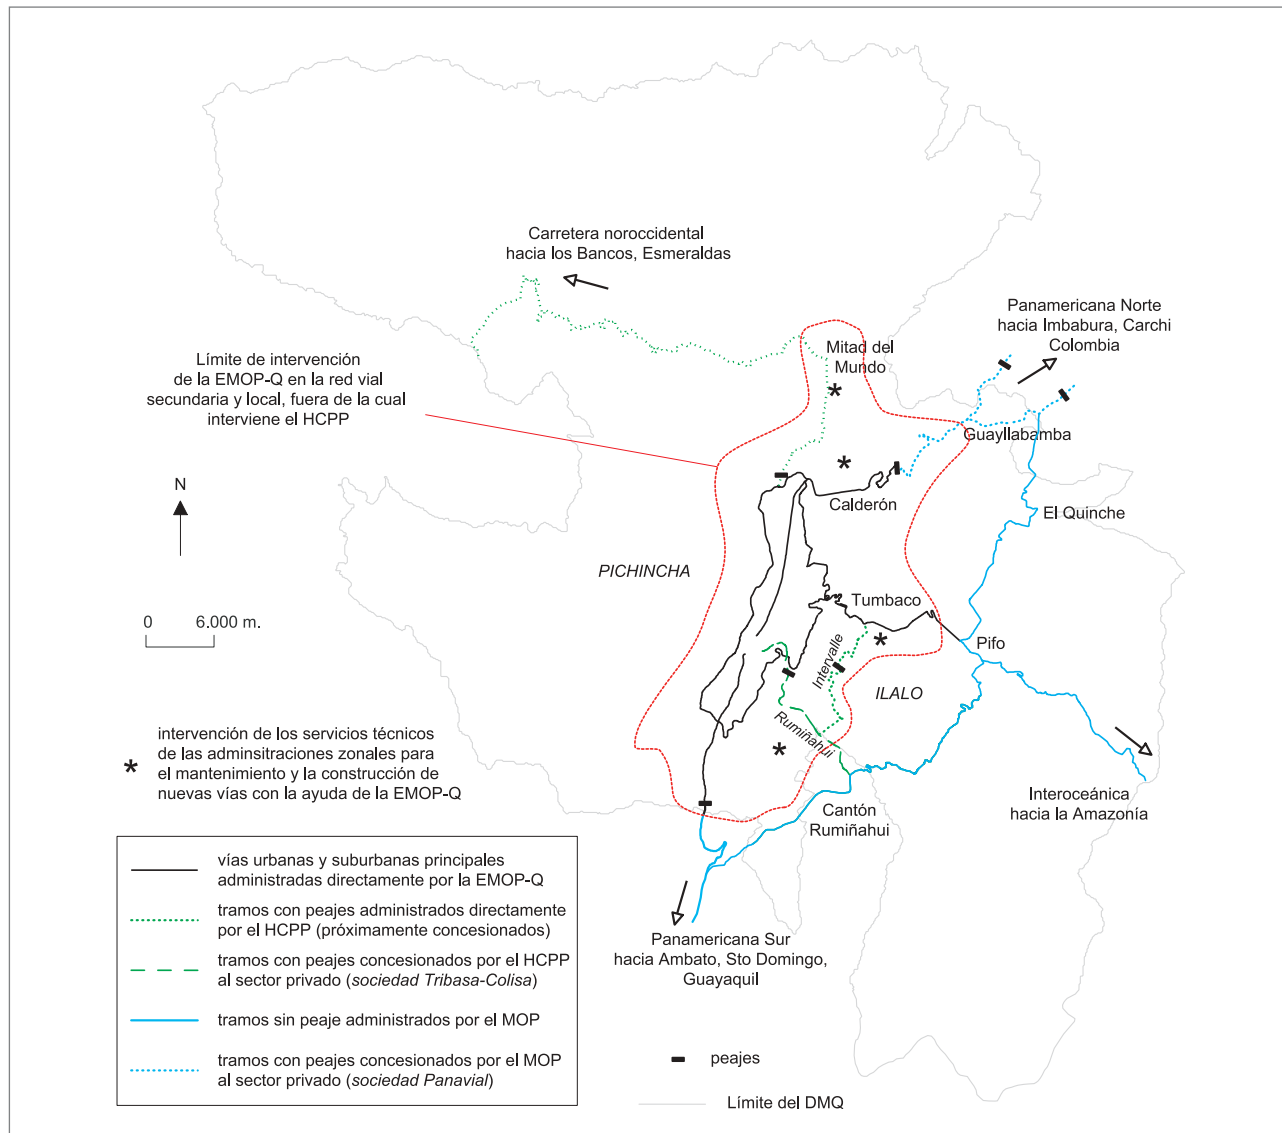 Carretera noroccidental
hacia los Bancos, Esmeraldas
Panamericana Norte
hacia Imbabura, Carchi
Colombia
Mitad del
Mundo
Límite de intervención
de la EMOP-Q en la red vial
secundaria y local, fuera de la cual
interviene el HCPP
Guayllabamba
N
Calderón
El Quinche
PICHINCHA
Tumbaco
0 6.000 m.
Pifo
Intervalle
ILALO
Rumiñahui
*
intervención de los servicios técnicos
de las adminsitraciones zonales para
el mantenimiento y la construcción de
nuevas vías con la ayuda de la EMOP-Q
Cantón
Rumiñahui
Interoceánica
hacia la Amazonía
Panamericana Sur
hacia Ambato, Sto Domingo,
Guayaquil
vías urbanas y suburbanas principales
administradas directamente por la EMOP-Q
tramos con peajes administrados directamente
por el HCPP (próximamente concesionados)
tramos con peajes concesionados por el HCPP
al sector privado (sociedad Tribasa-Colisa)
tramos sin peaje administrados por el MOP
tramos con peajes concesionados por el MOP
al sector privado (sociedad Panavial)
peajes
Límite del DMQ